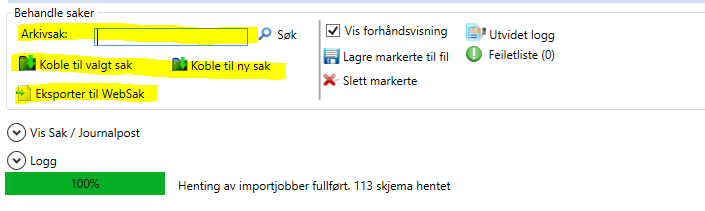 Behandle saker
Arkivsak: Søk
Koble til valgt sak Koble til ny sak
Eksporter til WebSak
Vis forhåndsvisning
Lagre markerte til fil
Slett markerte
Utvidet logg
Feiletliste (0)
Vis Sak / Journalpost
Logg
100% Henting av importjobber fullført. 113 skjema hentet